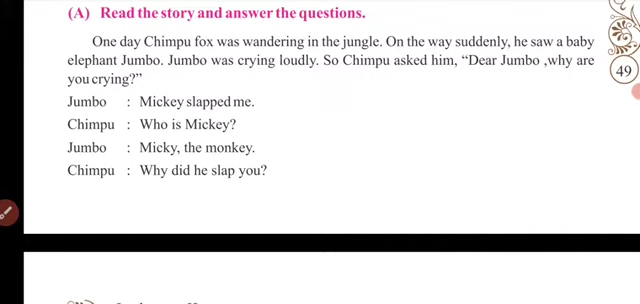 (A) Read the story and answer the questions.
One day Chimpu fox was wandering in the jungle. On the way suddenly, he saw a baby
elephant Jumbo. Jumbo was crying loudly. So Chimpu asked him, “Dear Jumbo ,why are
you crying?”
49
Jumbo : Mickey slapped me.
Chimpu : Who is Mickey?
Jumbo : Micky, the monkey.
Chimpu : Why did he slap you?